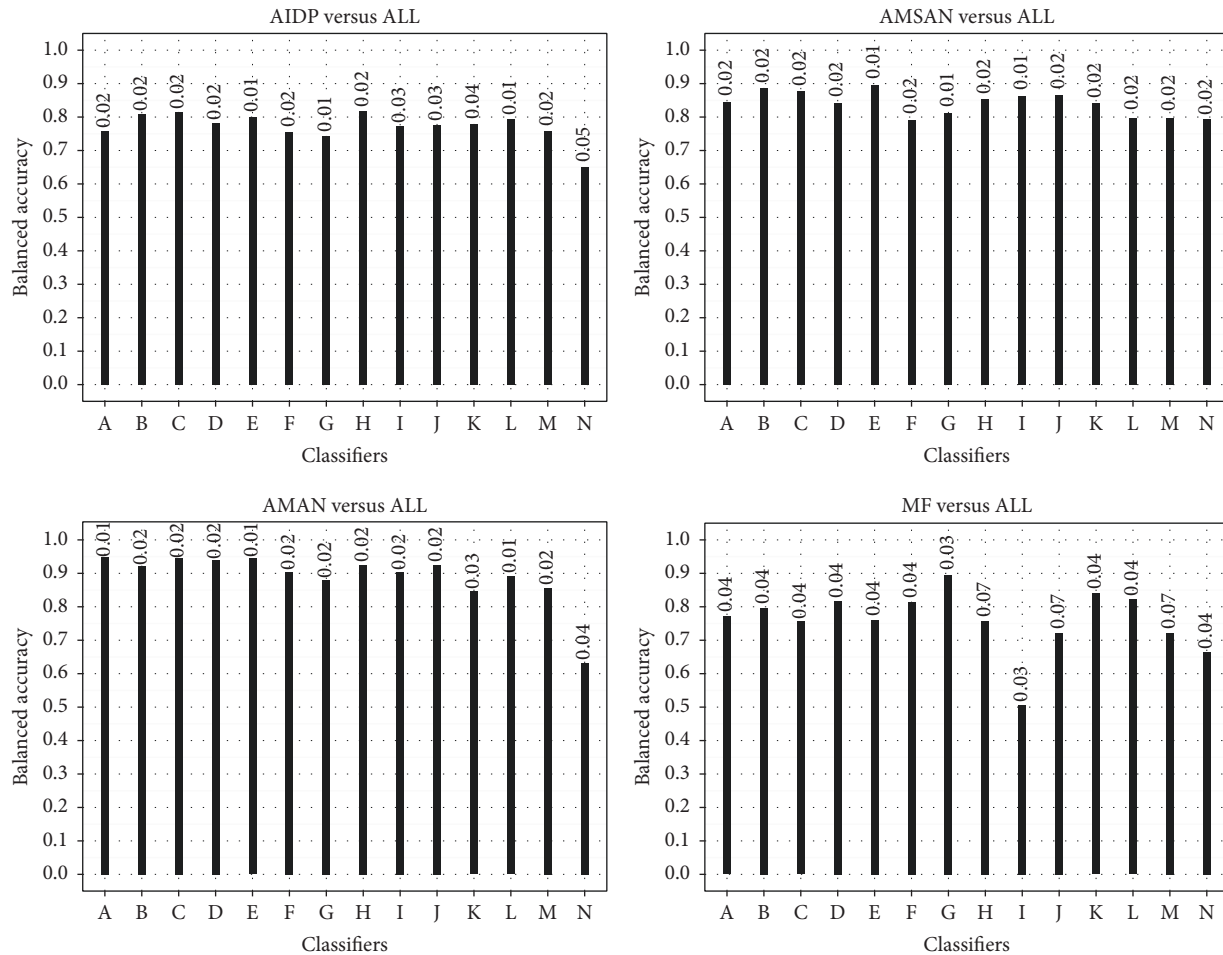 AIDP versus ALL
Balanced accuracy
1.0
0.9
0.8
0.7
0.6
0.5
0.4
0.3
0.2
0.1
0.0
0.02 0.02 0.02 0.02 0.01 0.02 0.01 0.02 0.03 0.03 0.04 0.01 0.02 0.05
A B C D E F G H I J K L M N
Classifiers
AMSAN versus ALL
Balanced accuracy
1.0
0.9
0.8
0.7
0.6
0.5
0.4
0.3
0.2
0.1
0.0
0.02 0.02 0.02 0.02 0.01 0.02 0.01 0.02 0.01 0.02 0.02 0.02 0.02 0.02
A B C D E F G H I J K L M N
Classifiers
AMAN versus ALL
Balanced accuracy
1.0
0.9
0.8
0.7
0.6
0.5
0.4
0.3
0.2
0.1
0.0
0.01 0.02 0.02 0.02 0.01 0.02 0.02 0.02 0.02 0.02 0.03 0.01 0.02 0.04
A B C D E F G H I J K L M N
Classifiers
MF versus ALL
Balanced accuracy
1.0
0.9
0.8
0.7
0.6
0.5
0.4
0.3
0.2
0.1
0.0
0.04 0.04 0.04 0.04 0.04 0.04 0.03 0.07 0.03 0.07 0.04 0.04 0.07 0.04
A B C D E F G H I J K L M N
Classifiers